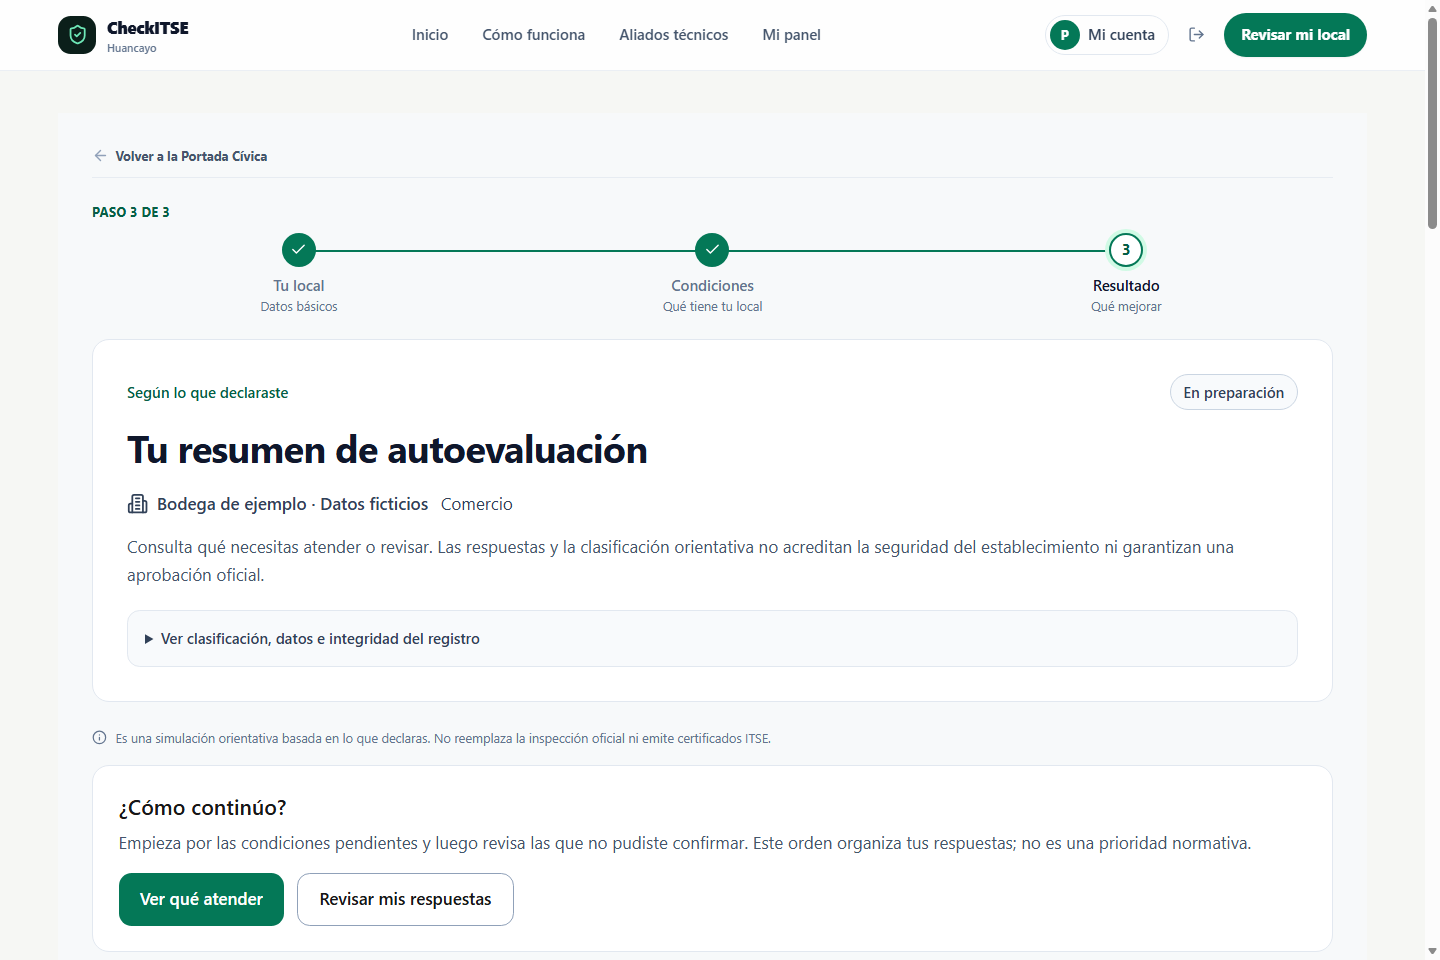 CheckITSE
Huancayo
Inicio
Cómo funciona
Aliados técnicos
Mi panel
P
Mi cuenta
Revisar mi local
Volver a la Portada Cívica
PASO 3 DE 3
3
Tu local
Condiciones
Resultado
Datos básicos
Qué tiene tu local
Qué mejorar
Según lo que declaraste
En preparación
Tu resumen de autoevaluación
Bodega de ejemplo · Datos ficticios Comercio
Consulta qué necesitas atender o revisar. Las respuestas y la clasificación orientativa no acreditan la seguridad del establecimiento ni garantizan una
aprobación oficial.
Ver clasificación, datos e integridad del registro
Es una simulación orientativa basada en lo que declaras. No reemplaza la inspección oficial ni emite certificados ITSE.
¿Cómo continúo?
Empieza por las condiciones pendientes y luego revisa las que no pudiste confirmar. Este orden organiza tus respuestas; no es una prioridad normativa.
Ver qué atender
Revisar mis respuestas